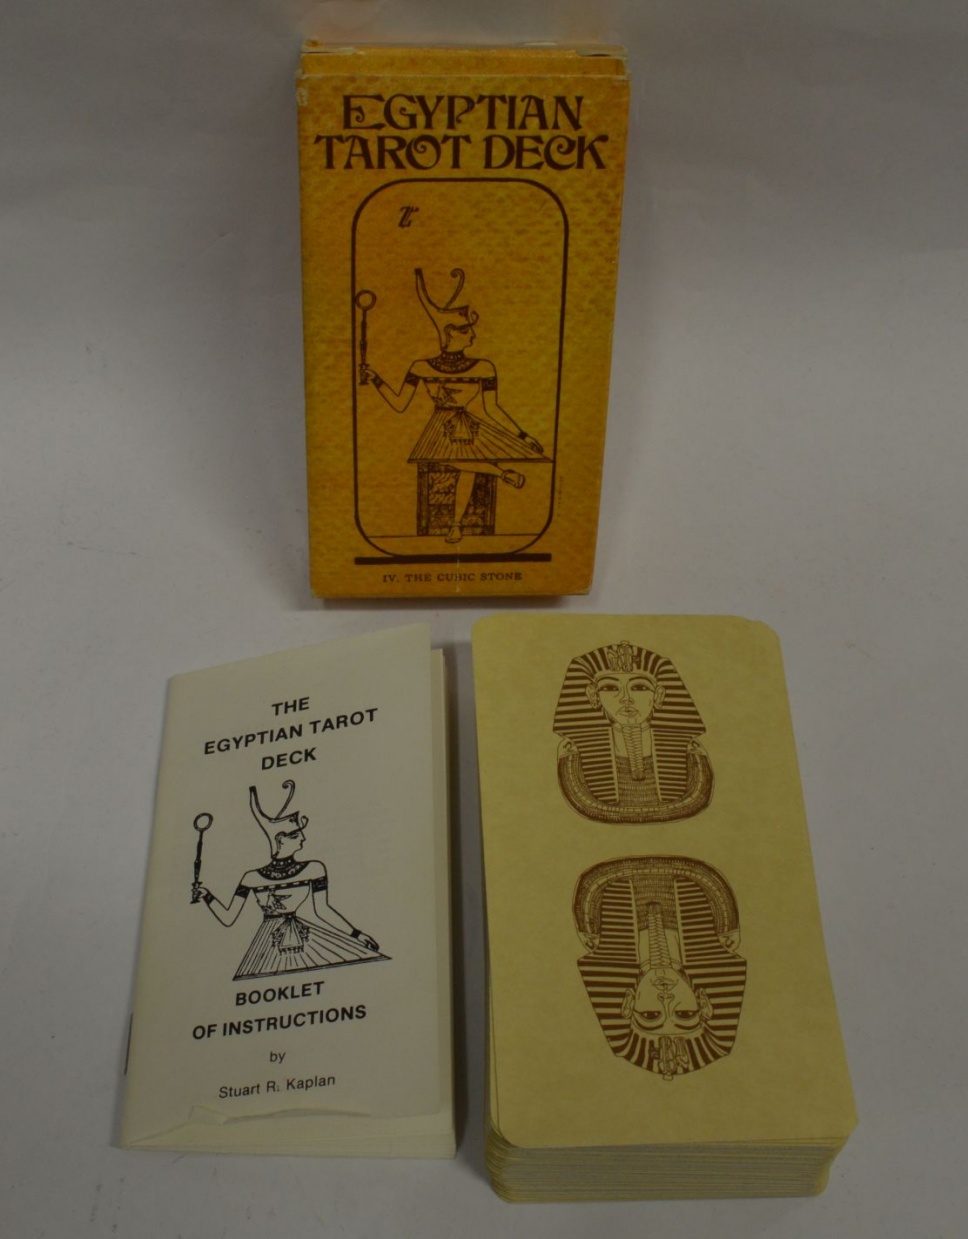 EGYPTIAN
TAROT DECK
IV. THE CUBIC STONE
THE
EGYPTIAN TAROT
DECK
BOOKLET
OF INSTRUCTIONS
by
Stuart R. Kaplan